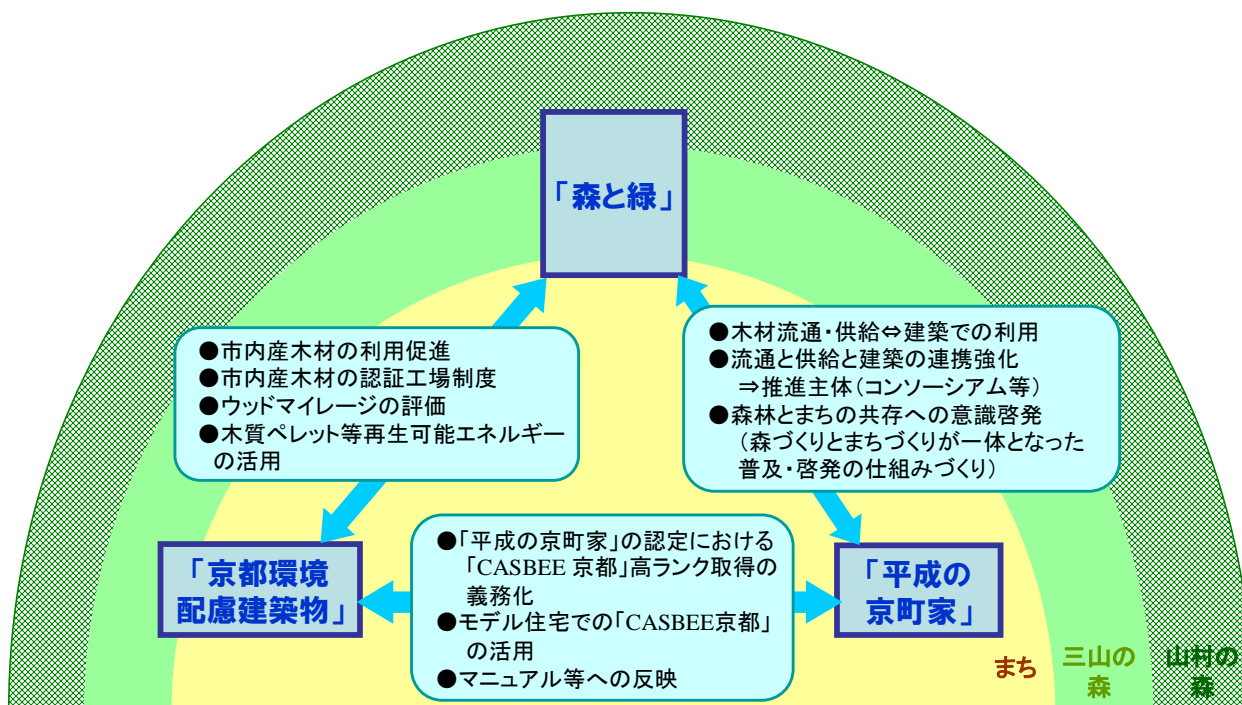 「森と緑」
●市内産木材の利用促進
●市内産木材の認証工場制度
●ウッドマイレージの評価
●木質ペレット等再生可能エネルギー
の活用
●木材流通・供給⇔建築での利用
●流通と供給と建築の連携強化
⇒推進主体（コンソーシアム等）
●森林とまちの共存への意識啓発
（森づくりとまちづくりが一体となった
普及・啓発の仕組みづくり）
「京都環境
配慮建築物」
●「平成の京町家」の認定における
「CASBEE 京都」高ランク取得の
義務化
●モデル住宅での「CASBEE京都」
の活用
●マニュアル等への反映
「平成の
京町家」
まち
三山の
森
山村の
森